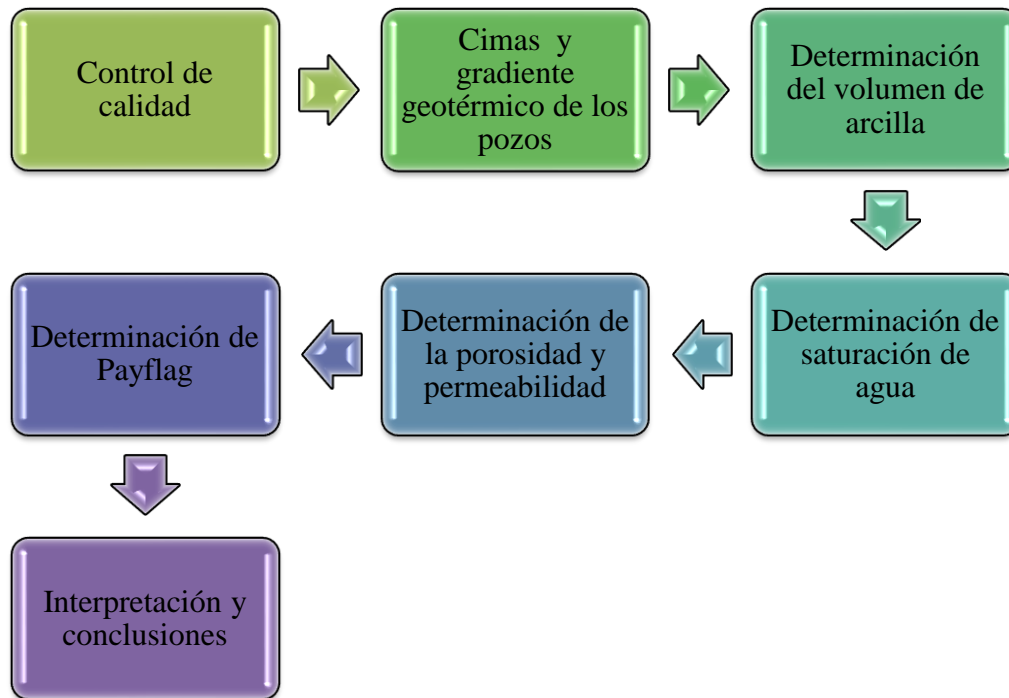 Control de
calidad
Cimas y
gradiente
geotérmico de los
pozos
Determinación
del volumen de
arcilla
Determinación de
saturación de
agua
Determinación de
la porosidad y
permeabilidad
Determinación de
Payflag
Interpretación y
conclusiones